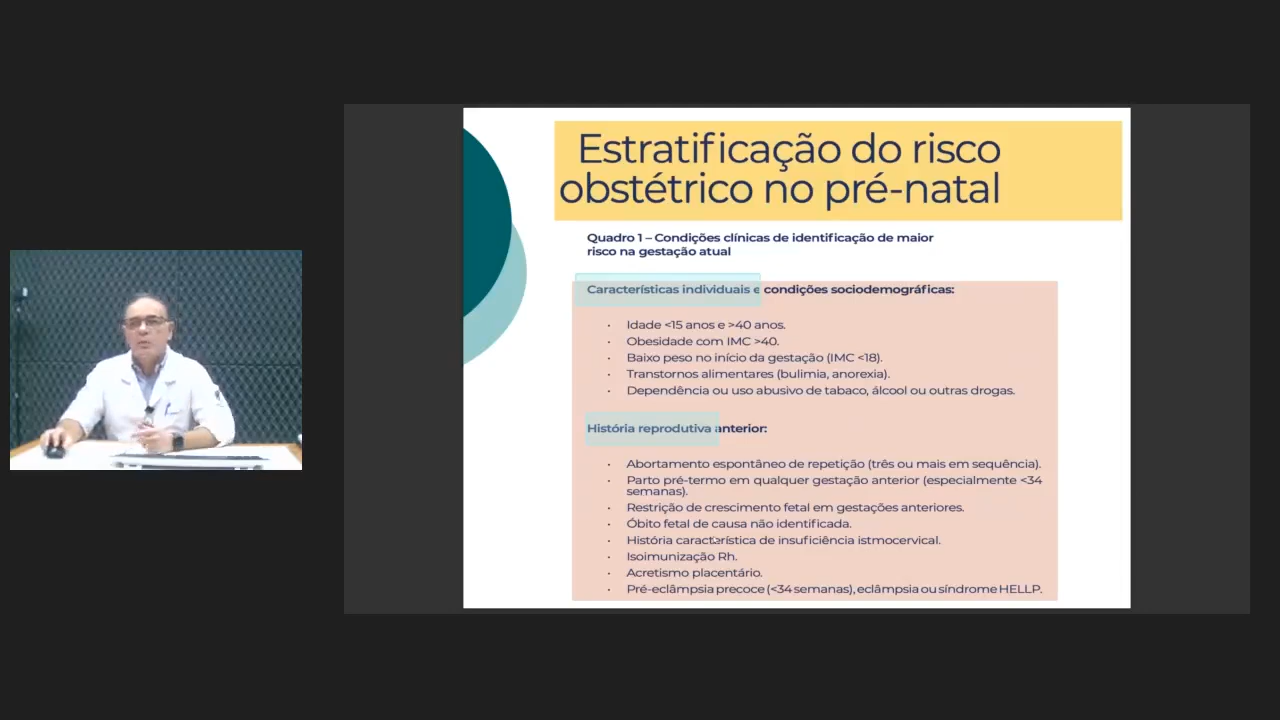 Estratificação do risco
obstétrico no pré-natal
Quadro 1 – Condições clínicas de identificação de maior
risco na gestação atual
Características individuais e condições sociodemográficas:
• Idade <15 anos e >40 anos.
• Obesidade com IMC >40.
• Baixo peso no início da gestação (IMC <18).
• Transtornos alimentares (bulimia, anorexia).
• Dependência ou uso abusivo de tabaco, álcool ou outras drogas.
História reprodutiva anterior:
• Abortamento espontâneo de repetição (três ou mais em sequência).
• Parto pré-termo em qualquer gestação anterior (especialmente <34
semanas).
• Restrição de crescimento fetal em gestações anteriores.
• Óbito fetal de causa não identificada.
• História característica de insuficiência istmocervical.
• Isoimunização Rh.
• Acretismo placentário.
• Pré-eclâmpsia precoce (<34 semanas), eclâmpsia ou síndrome HELLP.